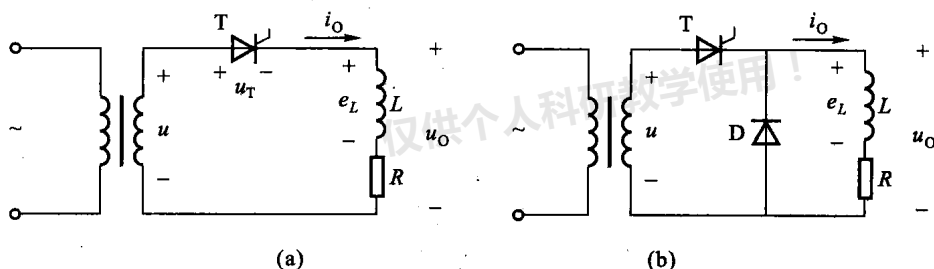 T i_O
+ − +
u_T
+ + e_L L
~ u u_O
− − R −
(a)
T i_O
+ + +
e_L L
~ u D u_O
− − R −
(b)
仅供个人科研教学使用！